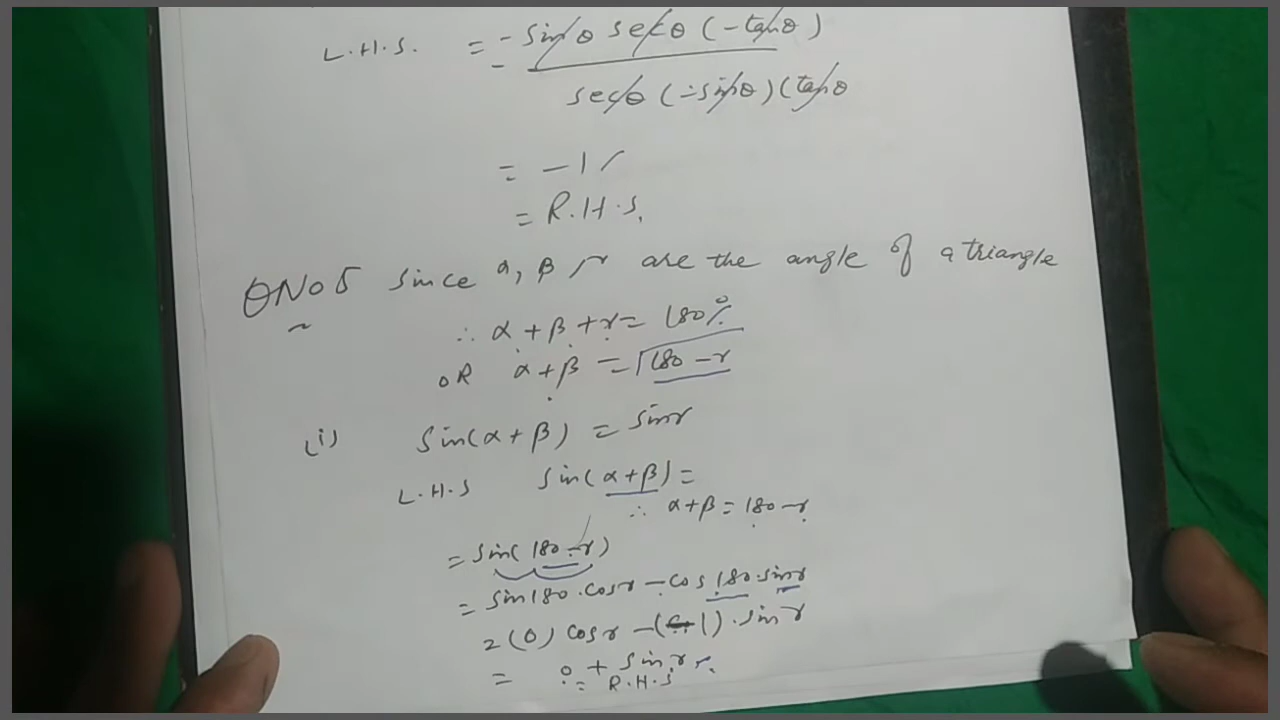 L.H.S. = -sinθ secθ (-tanθ)
secθ (-sinθ)(tanθ
= -1
= R.H.S.
QNo5 Since α, β, γ are the angle of a triangle
∴ α + β + γ = 180°
OR α + β = 180 - γ
(i) Sin(α + β) = Sinγ
L.H.S Sin(α + β) =
∴ α + β = 180 - γ
= Sin(180 - γ)
= Sin180 . Cosγ - Cos180 . Sinγ
= (0) Cosγ - (-1) . Sinγ
= 0 + Sinγ
= R.H.S